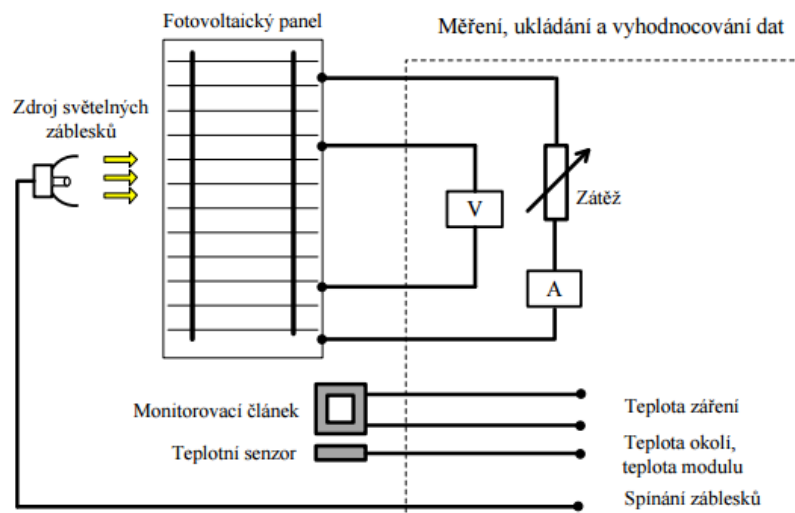 Fotovoltaický panel
Měření, ukládání a vyhodnocování dat
Zdroj světelných
záblesků
V
Zátěž
A
Monitorovací článek
Teplota záření
Teplotní senzor
Teplota okolí,
teplota modulu
Spínání záblesků